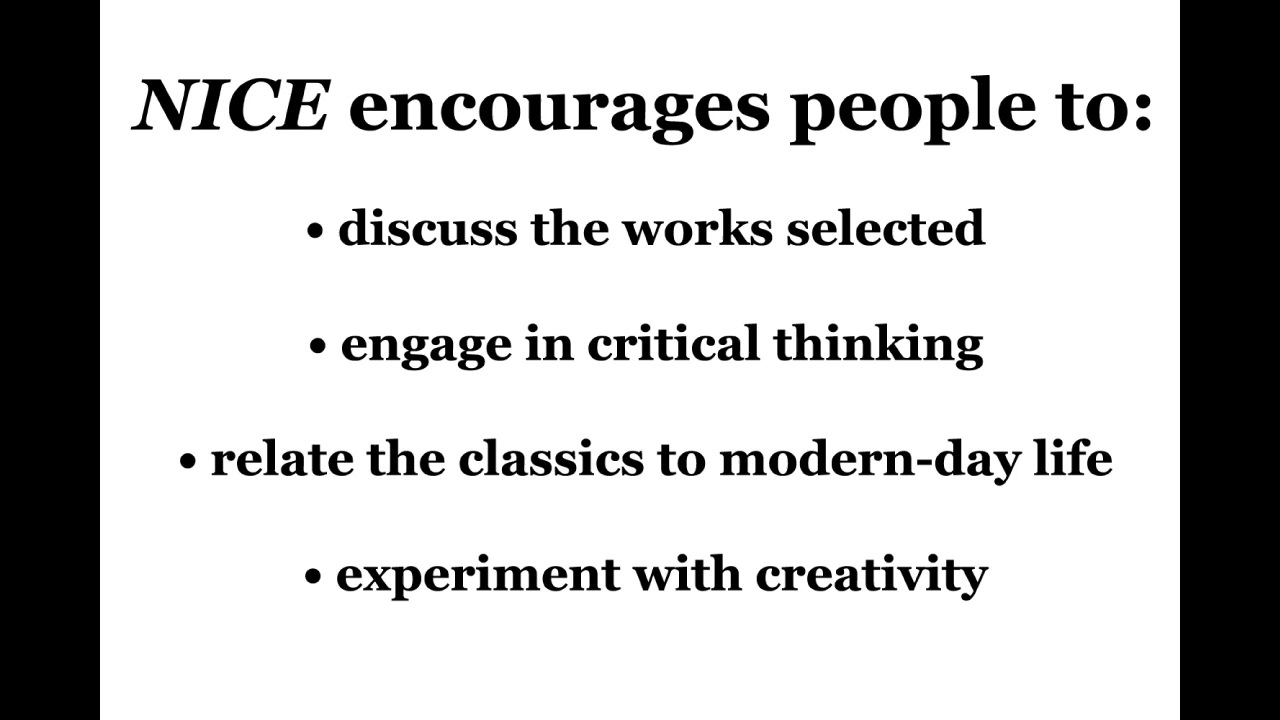 NICE encourages people to:
• discuss the works selected
• engage in critical thinking
• relate the classics to modern-day life
• experiment with creativity